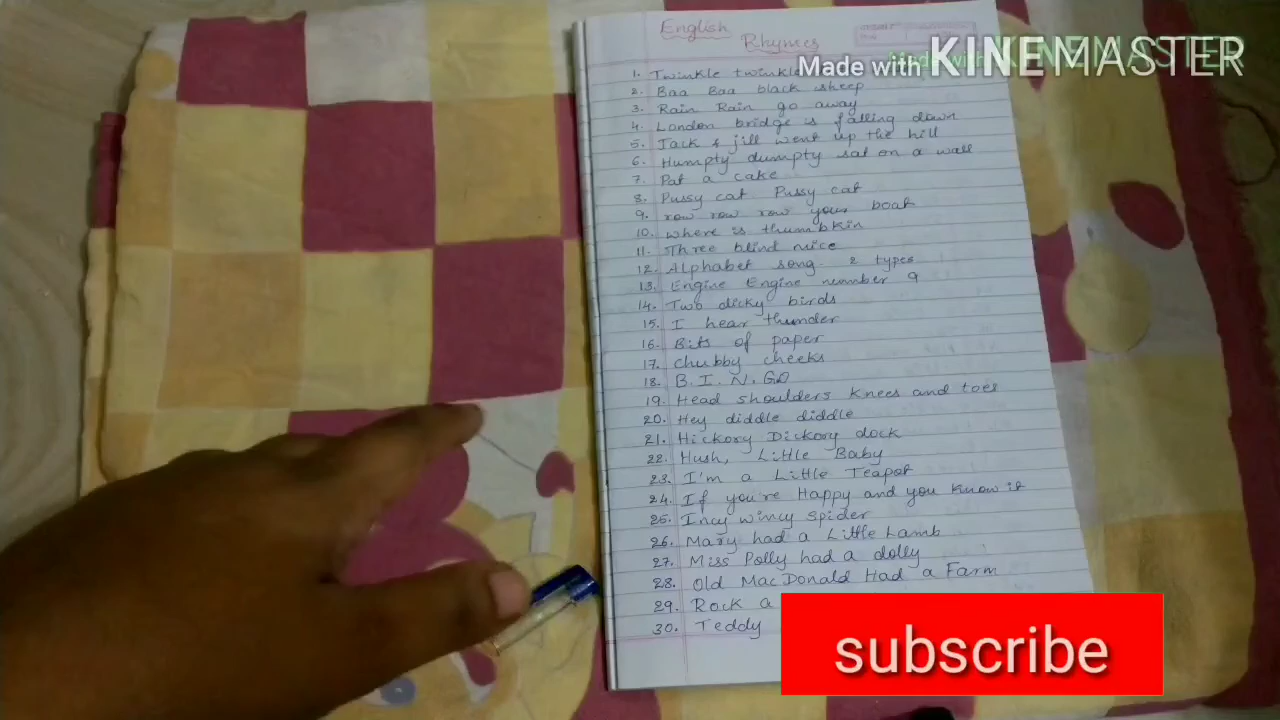 English
Rhymes
Made with KINEMASTER
1. Twinkle twinkle
2. Baa Baa black sheep
3. Rain Rain go away
4. London bridge is falling down
5. Jack & jill went up the hill
6. Humpty dumpty sat on a wall
7. Pat a cake
8. Pussy cat Pussy cat
9. row row row your boat
10. where is thumbkin
11. Three blind mice
12. Alphabet song - 2 types
13. Engine Engine number 9
14. Two dicky birds
15. I hear thunder
16. Bits of paper
17. Chubby cheeks
18. B. I. N. GO
19. Head shoulders knees and toes
20. Hey diddle diddle
21. Hickory Dickory dock
22. Hush, Little Baby
23. I'm a Little Teapot
24. If you're Happy and you know it
25. Incy wincy spider
26. Mary had a Little Lamb
27. Miss Polly had a dolly
28. Old MacDonald Had a Farm
29. Rock a
30. Teddy
subscribe